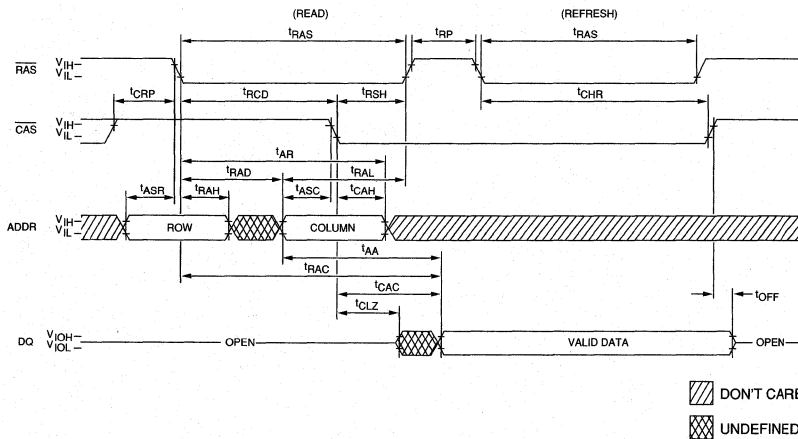 (READ) (REFRESH)
tRAS tRP tRAS
RAS VIH VIL
tCRP tRCD tRSH tCHR
CAS VIH VIL
tAR
tRAD tRAL
tASR tRAH tASC tCAH
ADDR VIH VIL ROW COLUMN
tAA
tRAC
tCAC
tCLZ tOFF
DQ VIOH VIOL OPEN VALID DATA OPEN
DON'T CARE
UNDEFINED